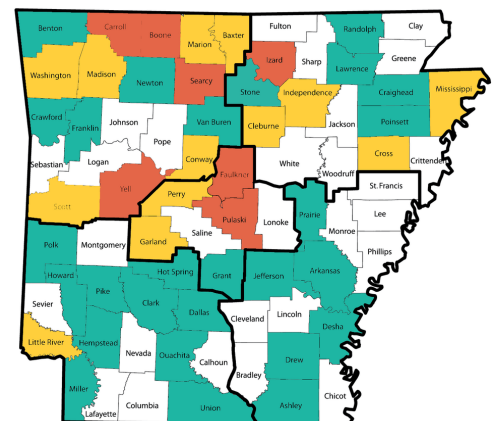 Benton
Carroll
Boone
Marion
Baxter
Fulton
Randolph
Clay
Izard
Sharp
Greene
Washington
Madison
Newton
Searcy
Stone
Independence
Lawrence
Craighead
Mississippi
Crawford
Franklin
Johnson
Pope
Van Buren
Cleburne
Jackson
Poinsett
Sebastian
Logan
Conway
White
Woodruff
Cross
Crittenden
Scott
Yell
Perry
Faulkner
Pulaski
Lonoke
Prairie
St. Francis
Lee
Monroe
Phillips
Polk
Montgomery
Garland
Saline
Hot Spring
Grant
Jefferson
Arkansas
Howard
Pike
Clark
Dallas
Sevier
Cleveland
Lincoln
Desha
Little River
Hempstead
Nevada
Ouachita
Calhoun
Bradley
Drew
Miller
Lafayette
Columbia
Union
Ashley
Chicot